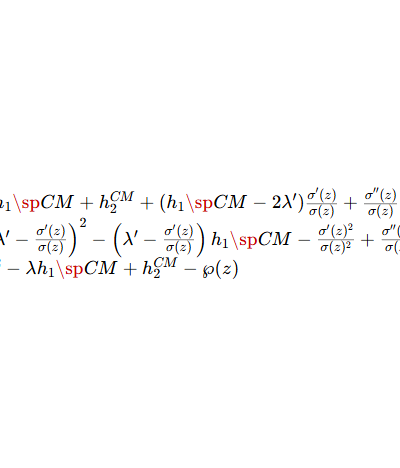 h₁\spCM + h₂^{CM} + (h₁\spCM − 2λ′) σ′(z)/σ(z) + σ″(z)/σ(z)
λ′ − σ′(z)/σ(z))² − (λ′ − σ′(z)/σ(z)) h₁\spCM − σ′(z)²/σ(z)² + σ″(
− λh₁\spCM + h₂^{CM} − ℘(z)